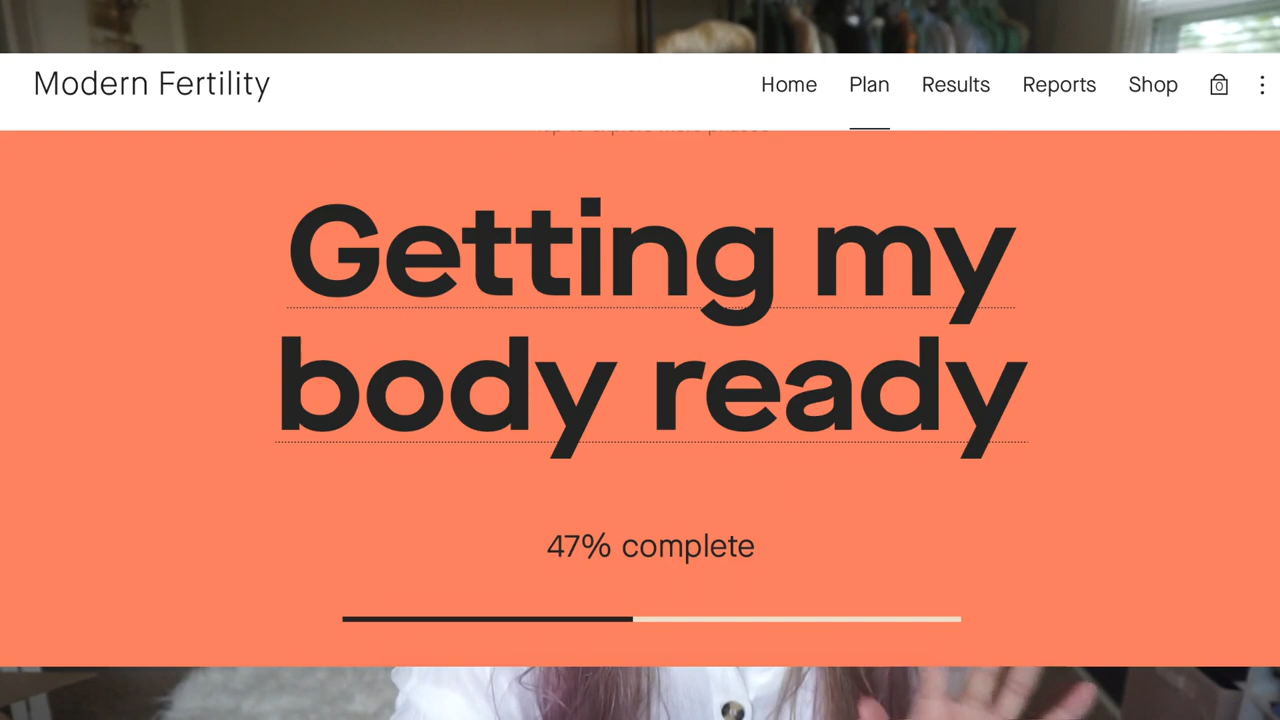 Modern Fertility
Home Plan Results Reports Shop 0
Getting my
body ready
47% complete